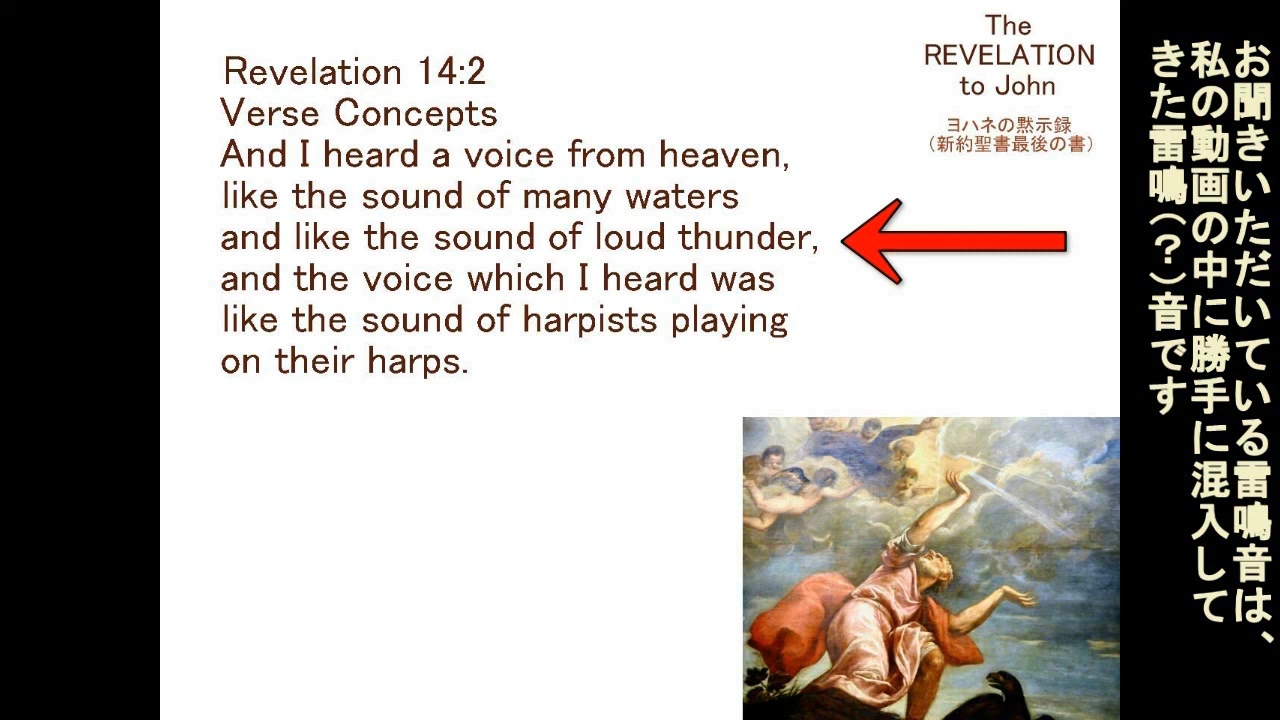 Revelation 14:2
Verse Concepts
And I heard a voice from heaven,
like the sound of many waters
and like the sound of loud thunder,
and the voice which I heard was
like the sound of harpists playing
on their harps.
The
REVELATION
to John
ヨハネの黙示録
（新約聖書最後の書）
お聞きいただいている雷鳴音は、
私の動画の中に勝手に混入して
きた雷鳴（？）音です